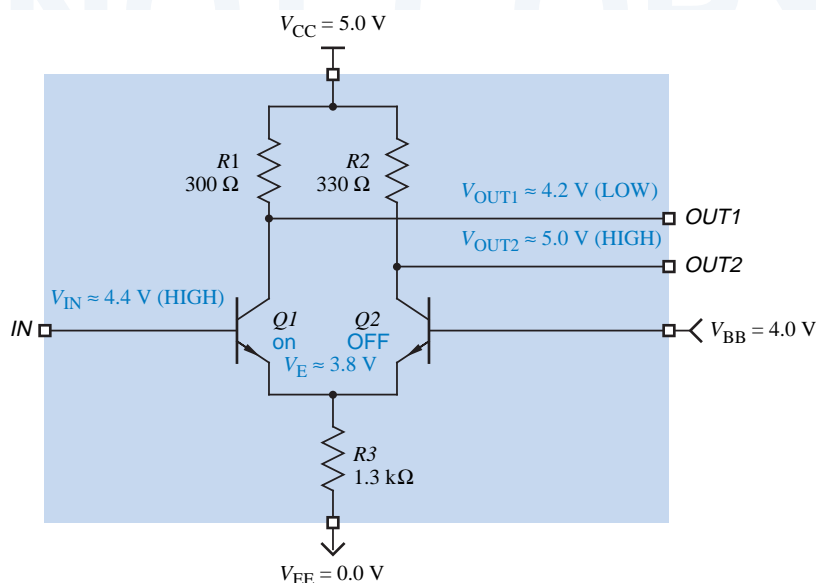 V_CC = 5.0 V
R1
300 Ω
R2
330 Ω
V_OUT1 ≈ 4.2 V (LOW)
OUT1
V_OUT2 ≈ 5.0 V (HIGH)
OUT2
V_IN ≈ 4.4 V (HIGH)
IN
Q1
on
Q2
OFF
V_BB = 4.0 V
V_E ≈ 3.8 V
R3
1.3 kΩ
V_EE = 0.0 V